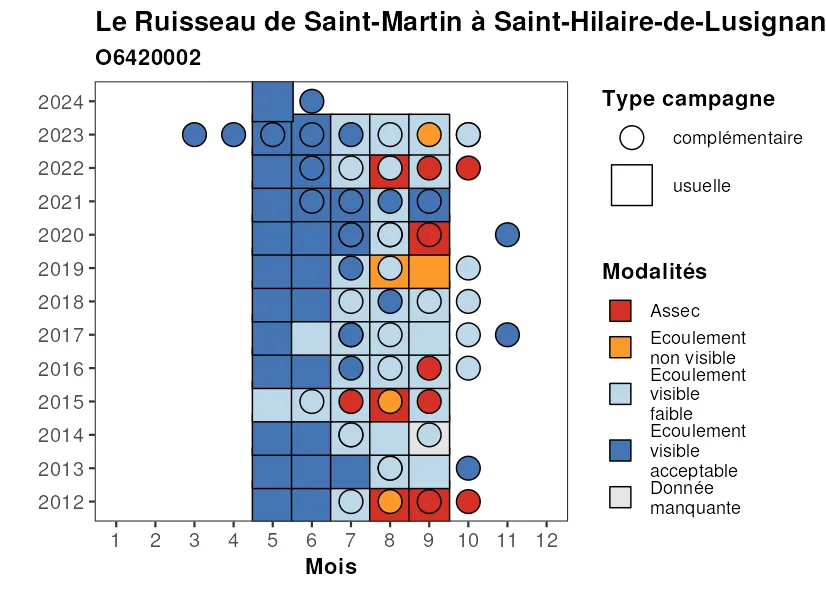 Le Ruisseau de Saint-Martin à Saint-Hilaire-de-Lusignan
O6420002
2024
2023
2022
2021
2020
2019
2018
2017
2016
2015
2014
2013
2012
1 2 3 4 5 6 7 8 9 10 11 12
Mois
Type campagne
complémentaire
usuelle
Modalités
Assec
Ecoulement
non visible
Ecoulement
visible
faible
Ecoulement
visible
acceptable
Donnée
manquante